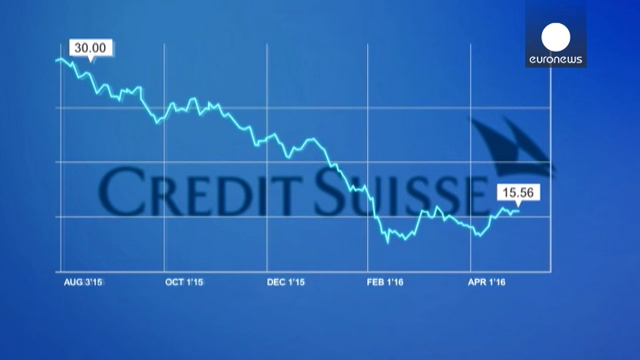 euronews
30.00
CREDIT SUISSE
15.56
AUG 3'15
OCT 1'15
DEC 1'15
FEB 1'16
APR 1'16